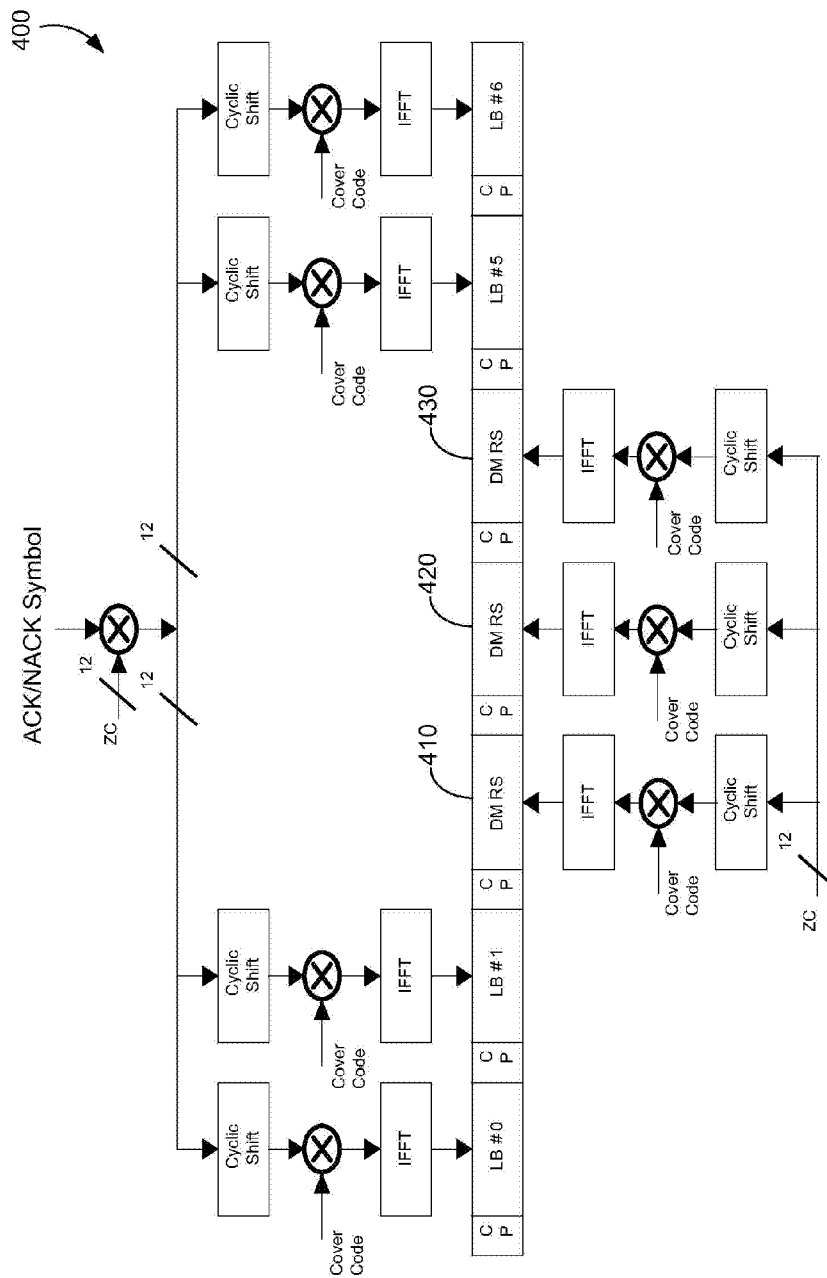 400
ACK/NACK Symbol
ZC
12
12
12
Cyclic
Shift
Cyclic
Shift
Cyclic
Shift
Cyclic
Shift
Cover
Code
Cover
Code
Cover
Code
Cover
Code
IFFT
IFFT
IFFT
IFFT
410
420
430
CP
LB #0
CP
LB #1
CP
DM RS
CP
DM RS
CP
DM RS
CP
LB #5
CP
LB #6
IFFT
IFFT
IFFT
Cover
Code
Cover
Code
Cover
Code
Cyclic
Shift
Cyclic
Shift
Cyclic
Shift
12
ZC